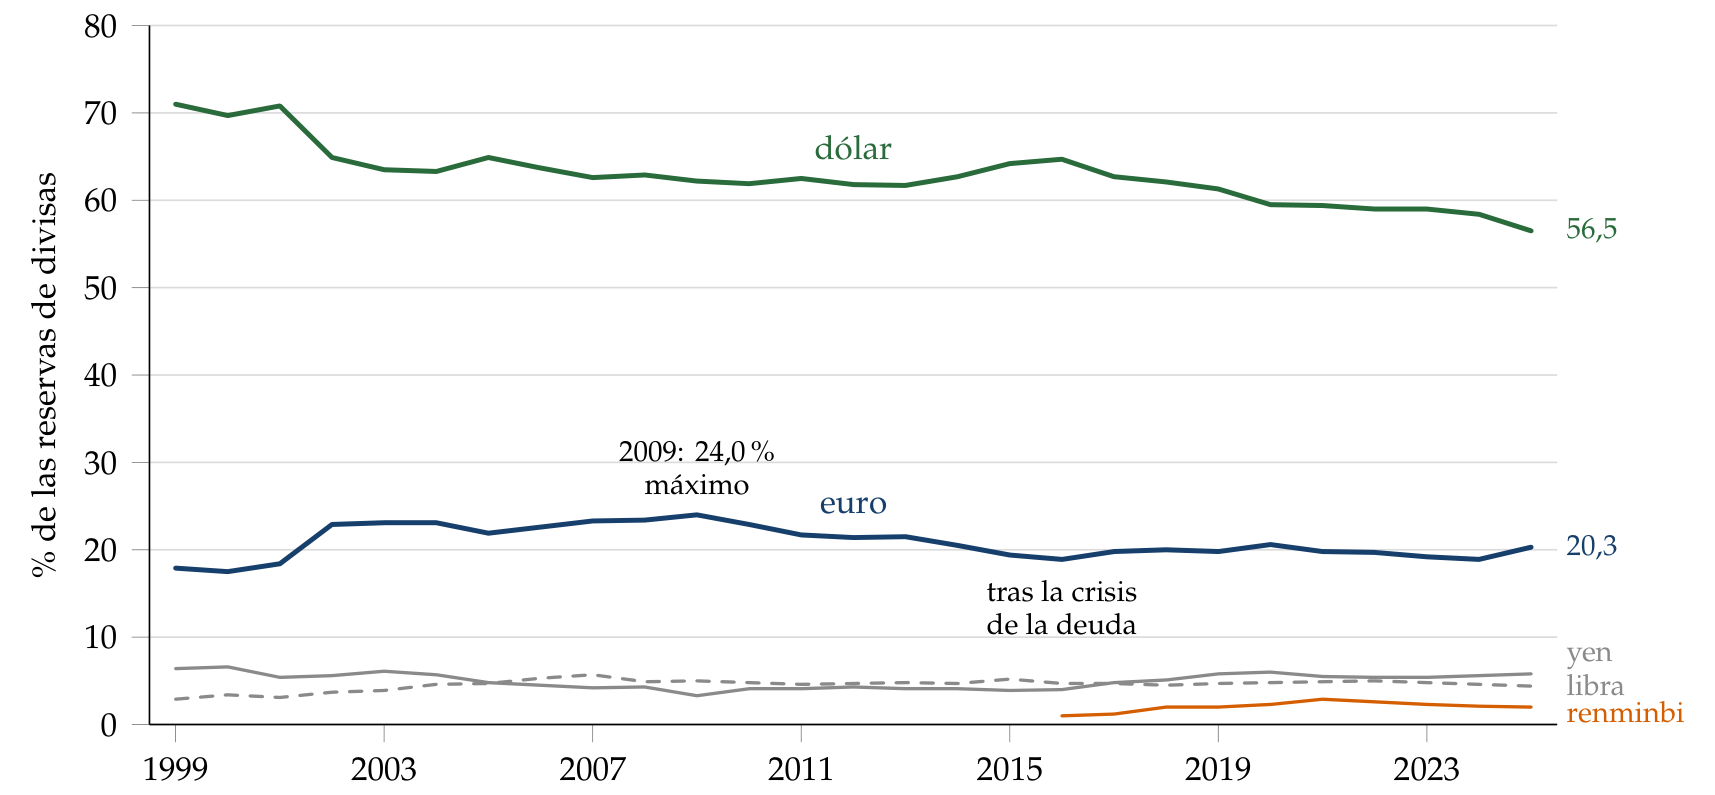 % de las reservas de divisas
80
70
60
50
40
30
20
10
0
dólar
56,5
2009: 24,0 %
máximo
euro
20,3
tras la crisis
de la deuda
yen
libra
renminbi
1999 2003 2007 2011 2015 2019 2023